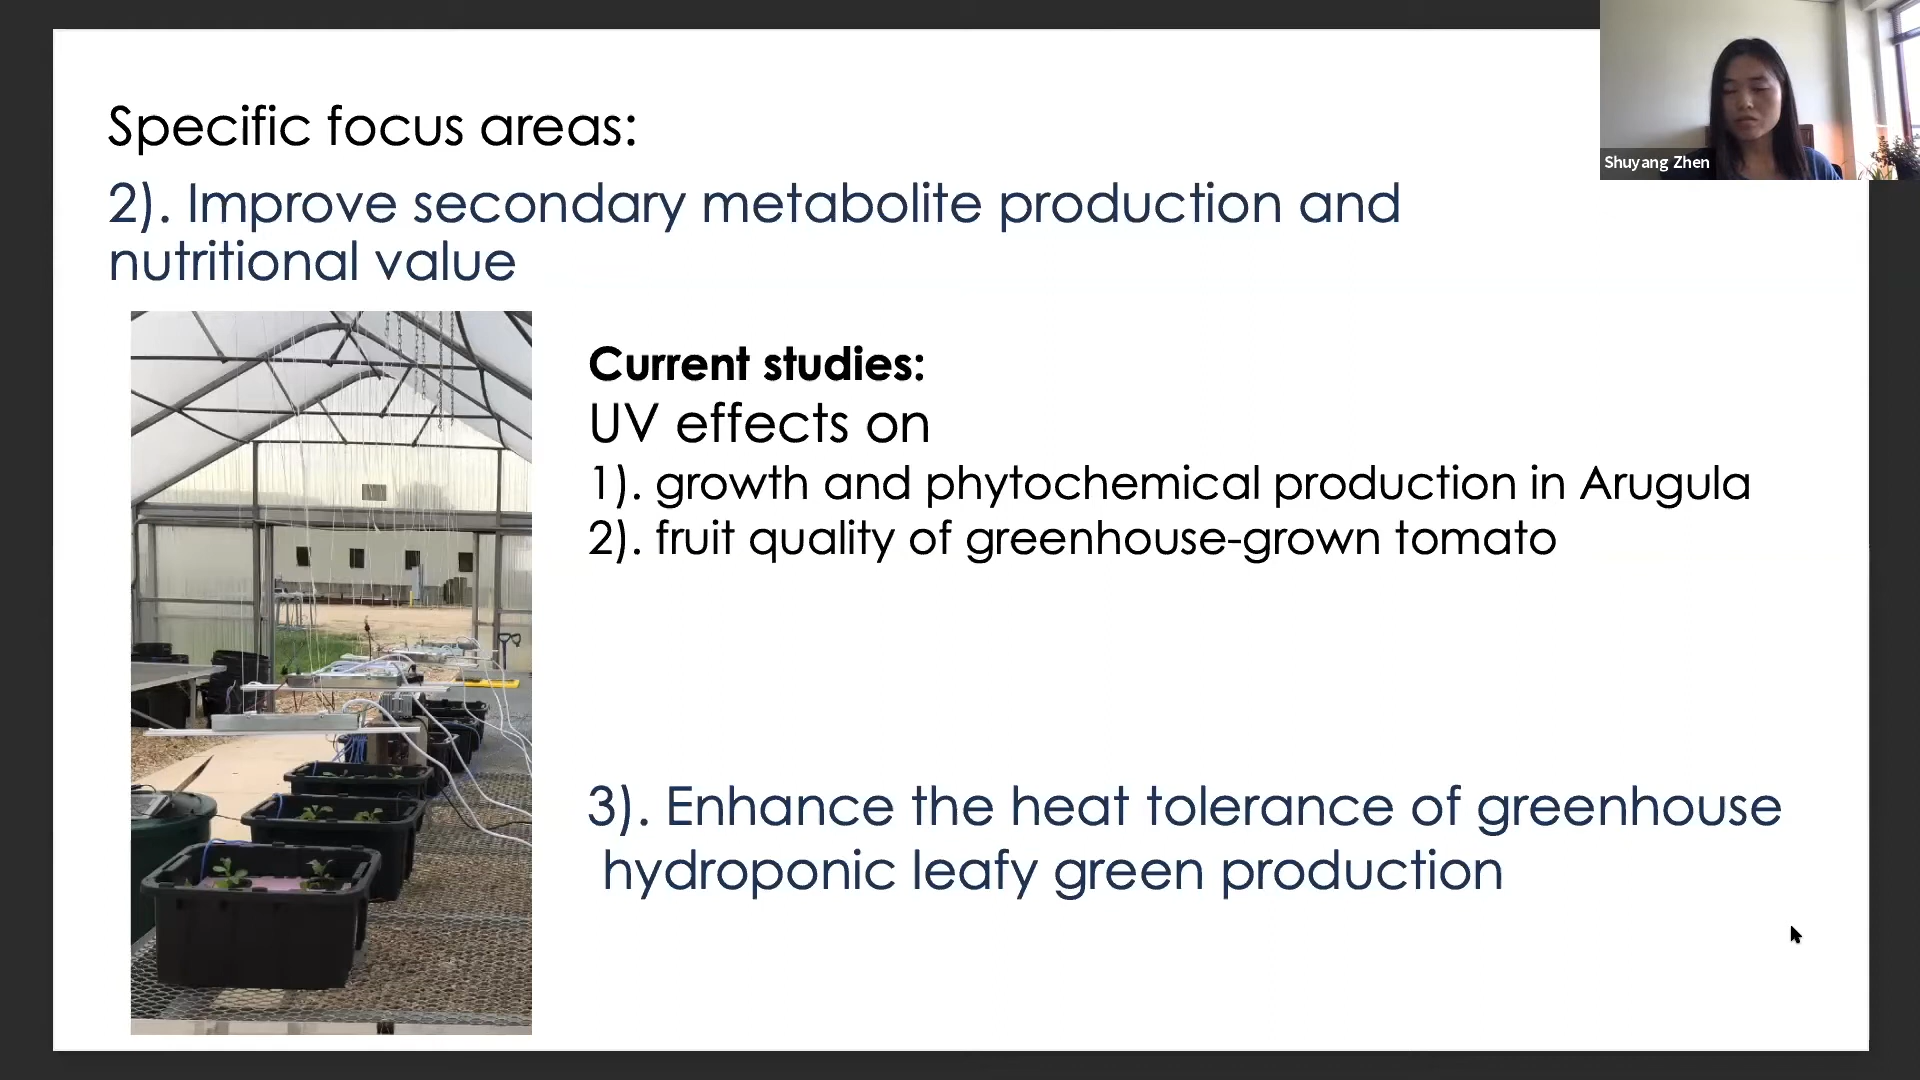 Specific focus areas:
2). Improve secondary metabolite production and
nutritional value
Current studies:
UV effects on
1). growth and phytochemical production in Arugula
2). fruit quality of greenhouse-grown tomato
3). Enhance the heat tolerance of greenhouse
hydroponic leafy green production
Shuyang Zhen